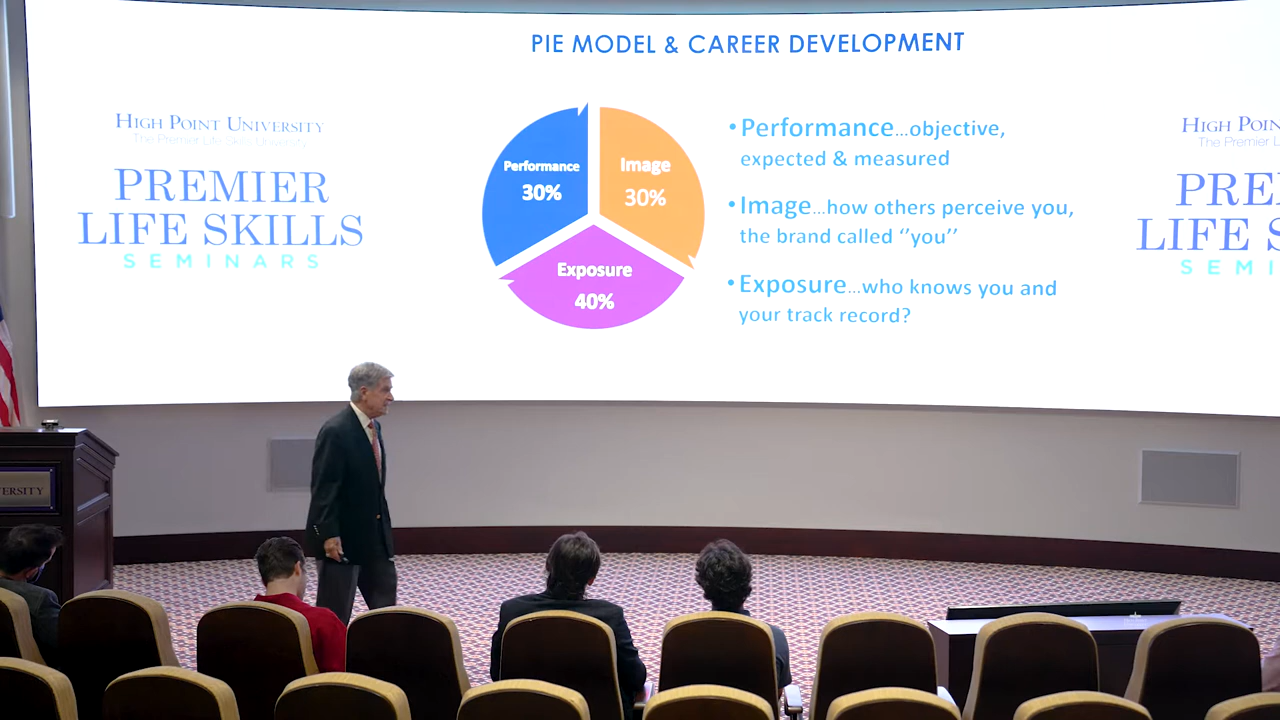 PIE MODEL & CAREER DEVELOPMENT
HIGH POINT UNIVERSITY
The Premier Life Skills University
PREMIER
LIFE SKILLS
SEMINARS
Performance
30%
Image
30%
Exposure
40%
•Performance...objective,
expected & measured
•Image...how others perceive you,
the brand called ‘‘you’’
•Exposure...who knows you and
your track record?
HIGH POIN
The Premier L
PRE
LIFE S
SEMI
ERSITY